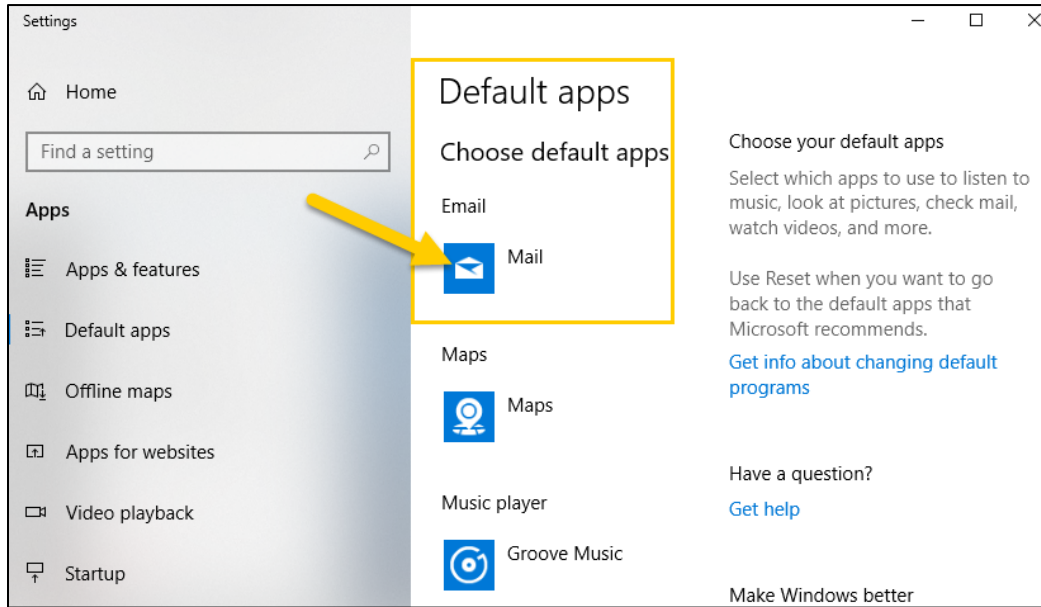 Settings
Home
Find a setting
Apps
Apps & features
Default apps
Offline maps
Apps for websites
Video playback
Startup
Default apps
Choose default apps
Email
Mail
Maps
Maps
Music player
Groove Music
Choose your default apps
Select which apps to use to listen to
music, look at pictures, check mail,
watch videos, and more.
Use Reset when you want to go
back to the default apps that
Microsoft recommends.
Get info about changing default
programs
Have a question?
Get help
Make Windows better